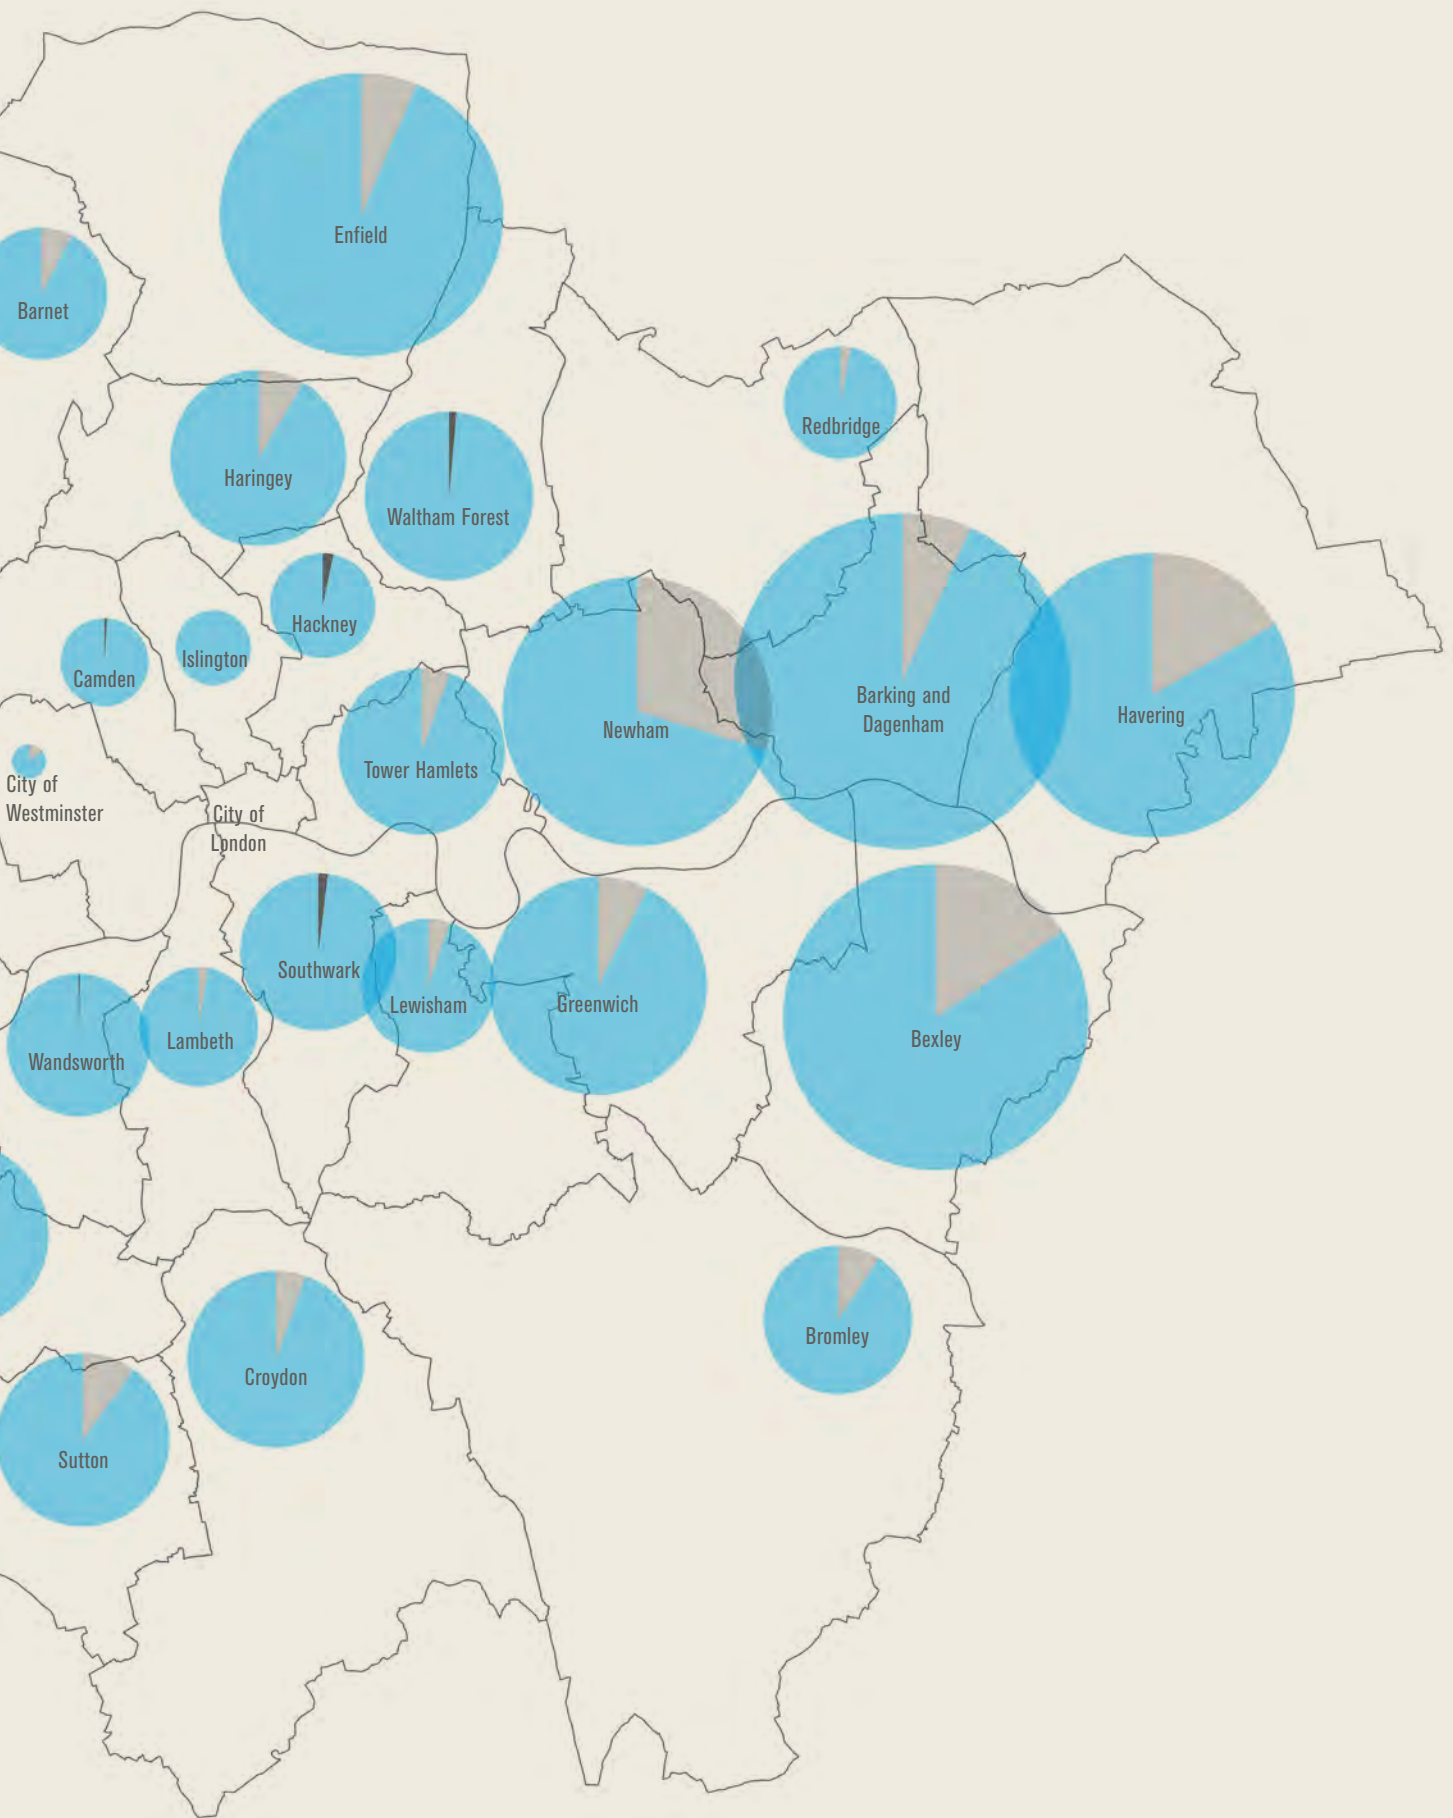 Enfield
Barnet
Redbridge
Haringey
Waltham Forest
Hackney
Islington
Camden
Barking and
Dagenham
Havering
Newham
Tower Hamlets
City of
Westminster
City of
London
Southwark
Lewisham
Greenwich
Bexley
Lambeth
Wandsworth
Bromley
Croydon
Sutton